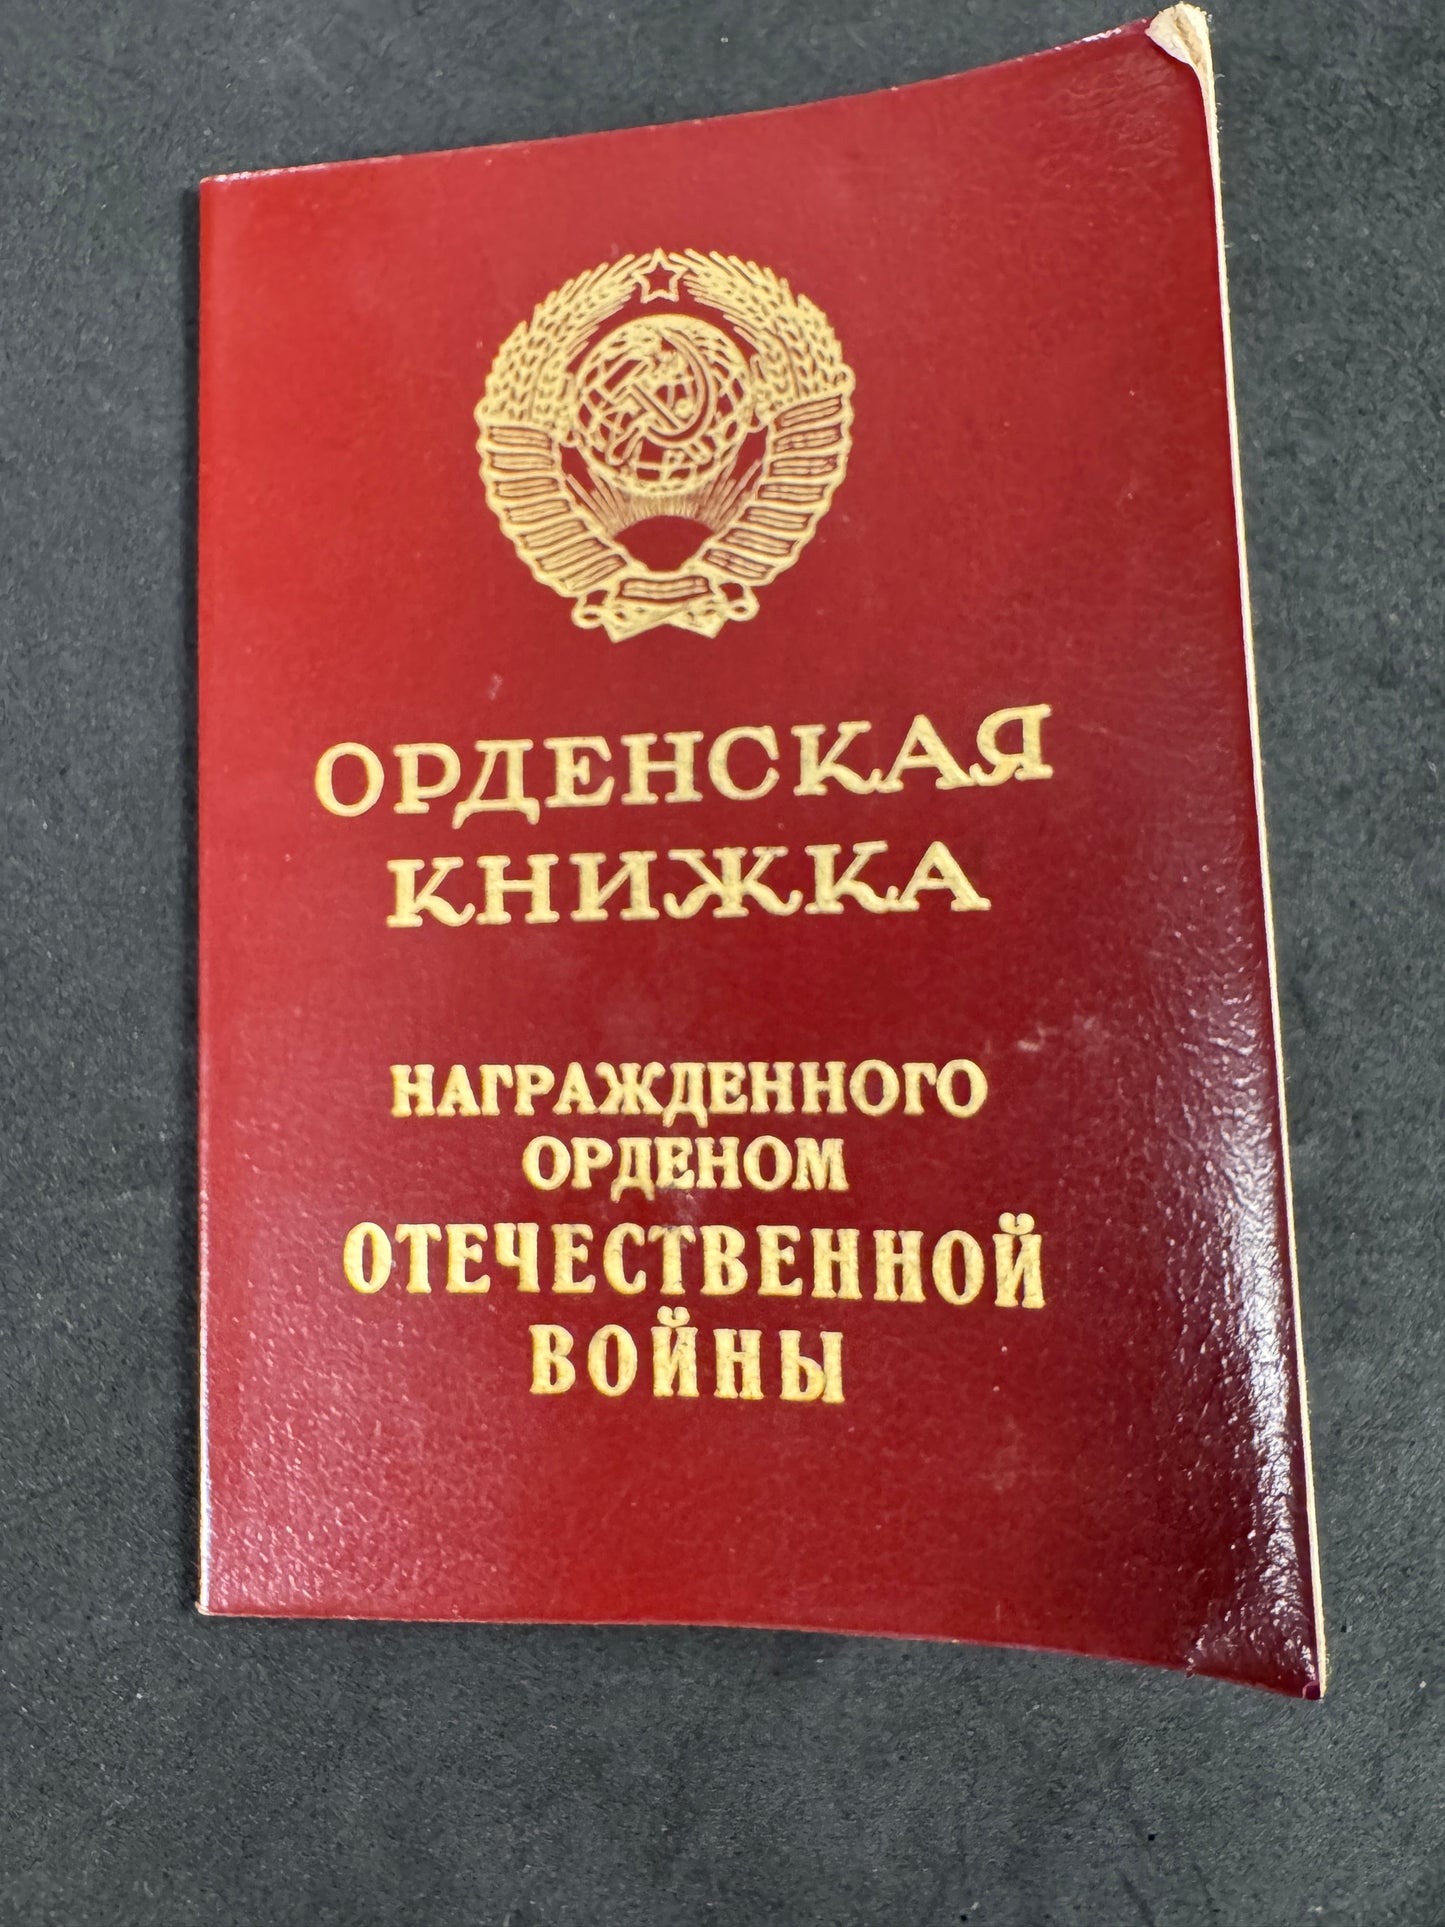 ОРДЕНСКАЯ
КНИЖКА
НАГРАЖДЕННОГО
ОРДЕНОМ
ОТЕЧЕСТВЕННОЙ
ВОЙНЫ